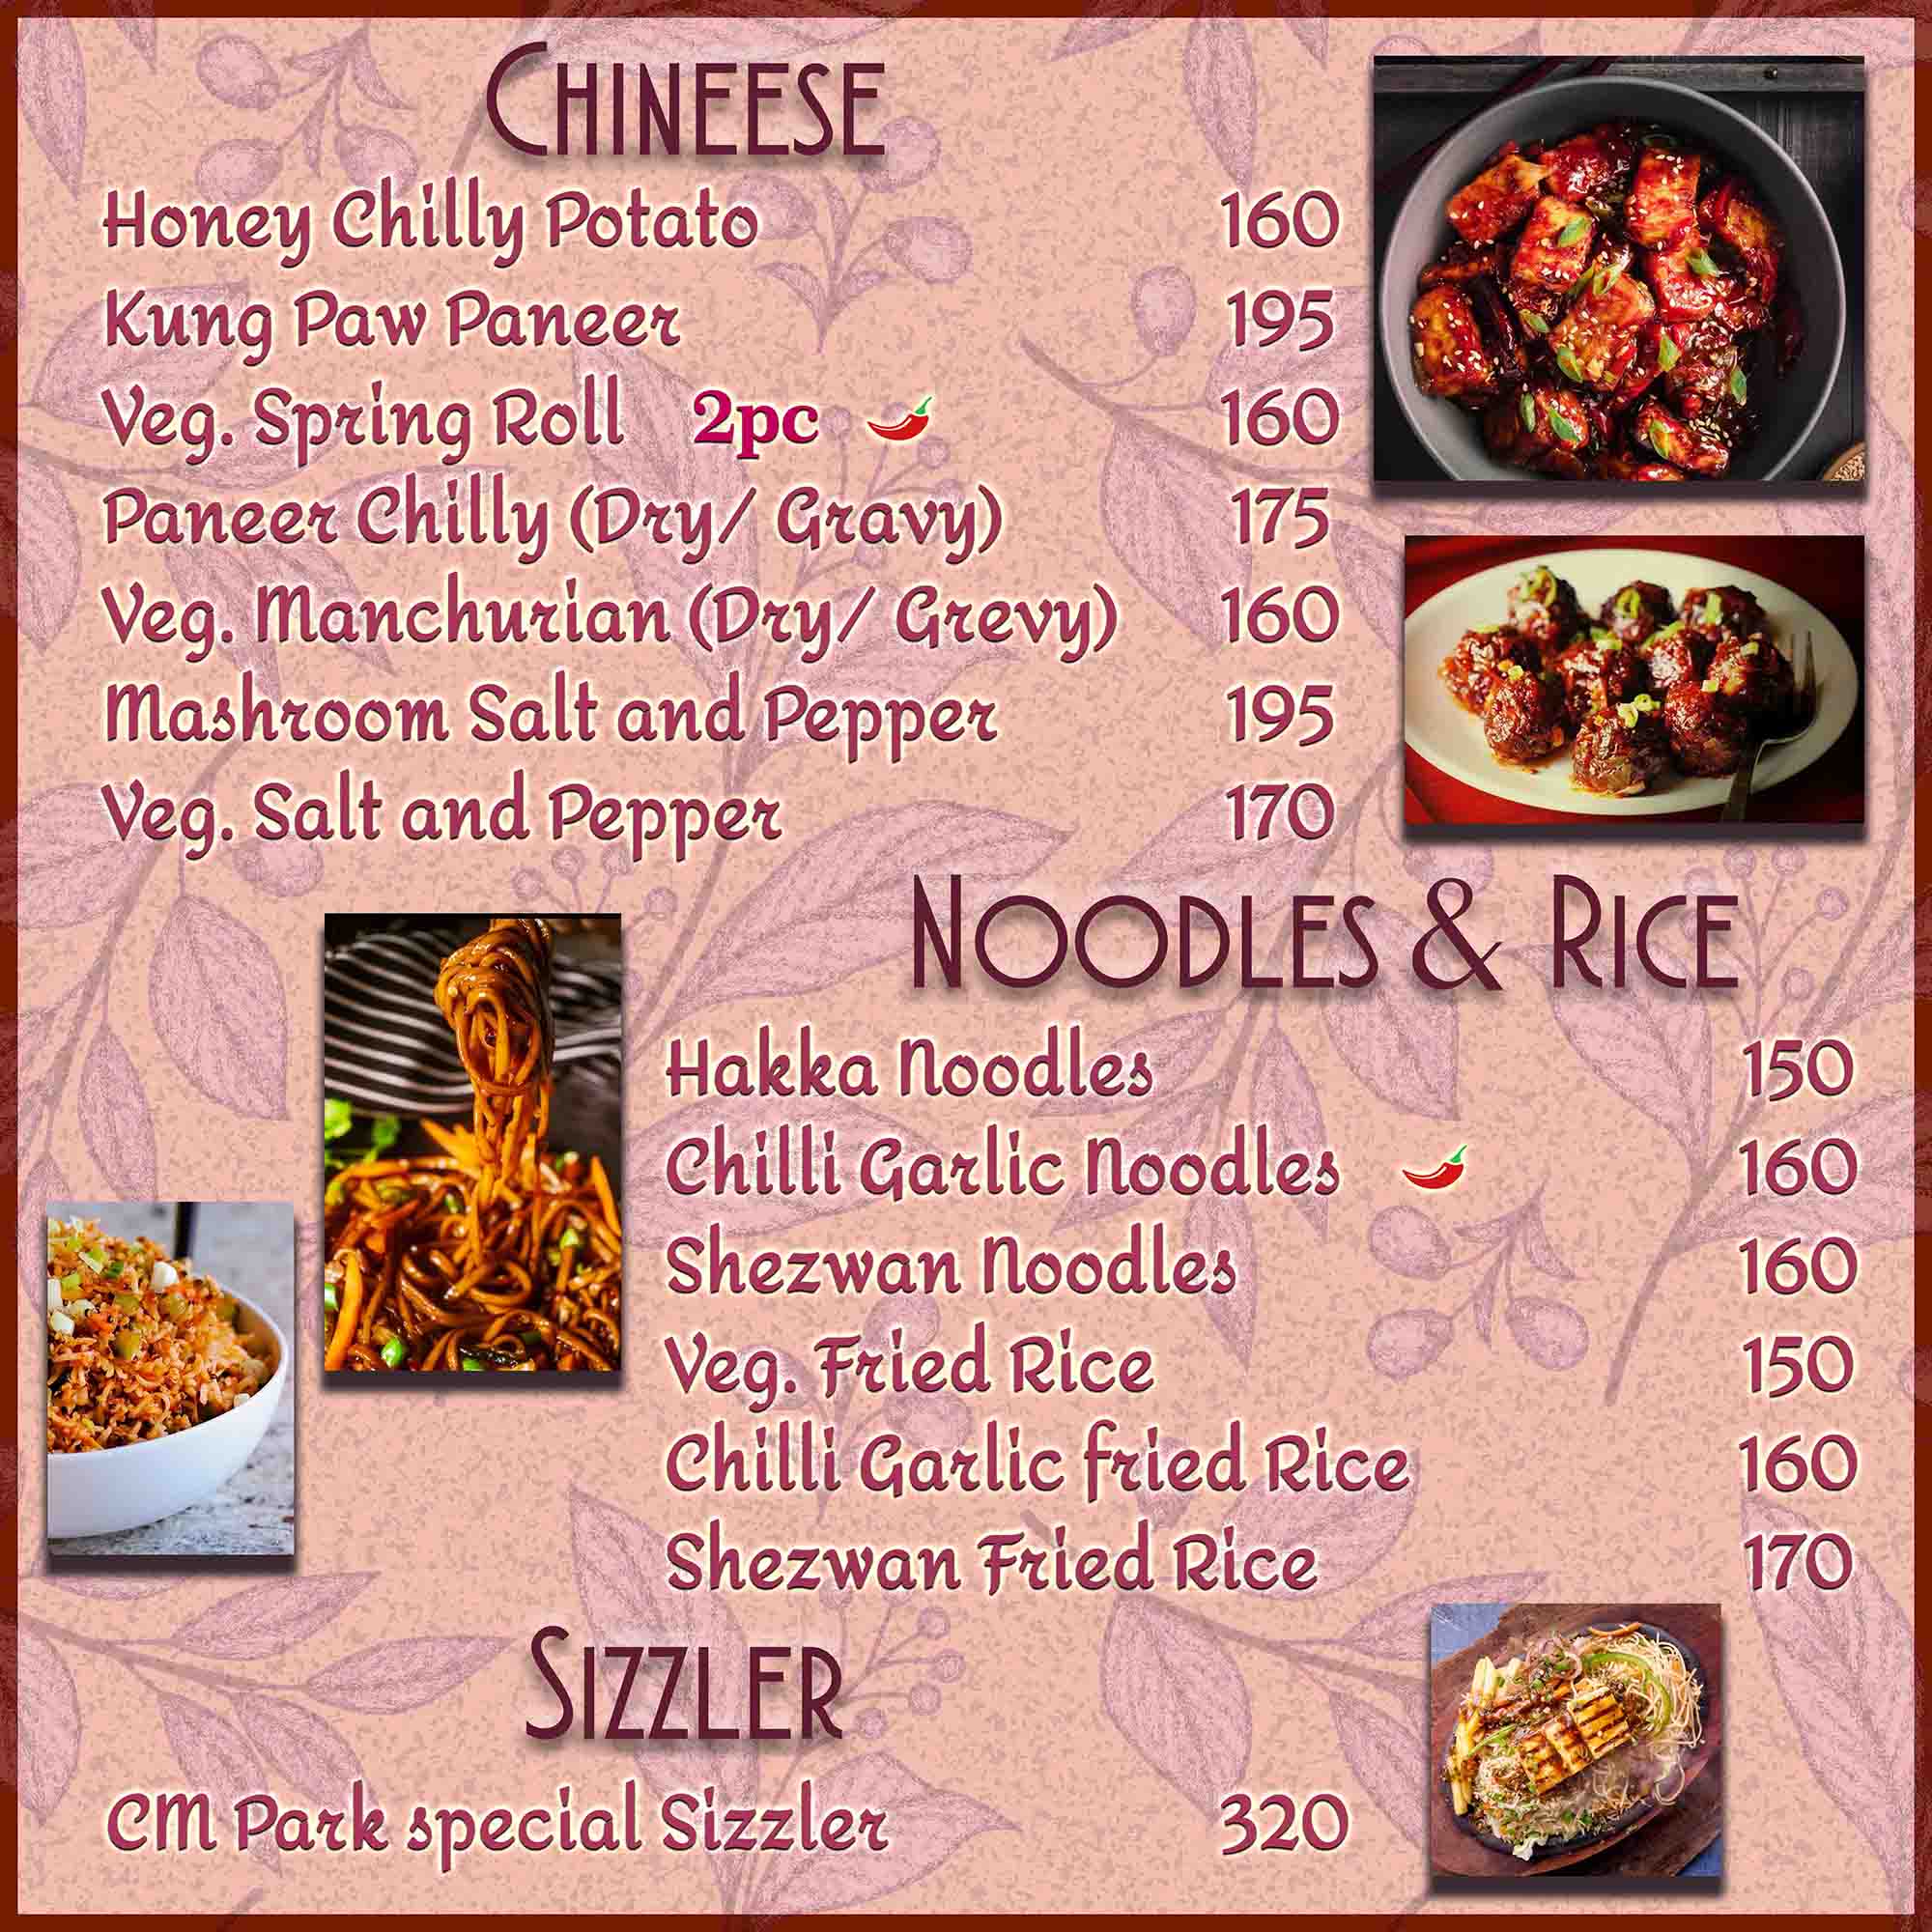 CHINEESE
Honey Chilly Potato 160
Kung Paw Paneer 195
Veg. Spring Roll 2pc 160
Paneer Chilly (Dry/ Gravy) 175
Veg. Manchurian (Dry/ Grevy) 160
Mashroom Salt and Pepper 195
Veg. Salt and Pepper 170
NOODLES & RICE
Hakka Noodles 150
Chilli Garlic Noodles 160
Shezwan Noodles 160
Veg. Fried Rice 150
Chilli Garlic fried Rice 160
Shezwan Fried Rice 170
SIZZLER
CM Park special Sizzler 320